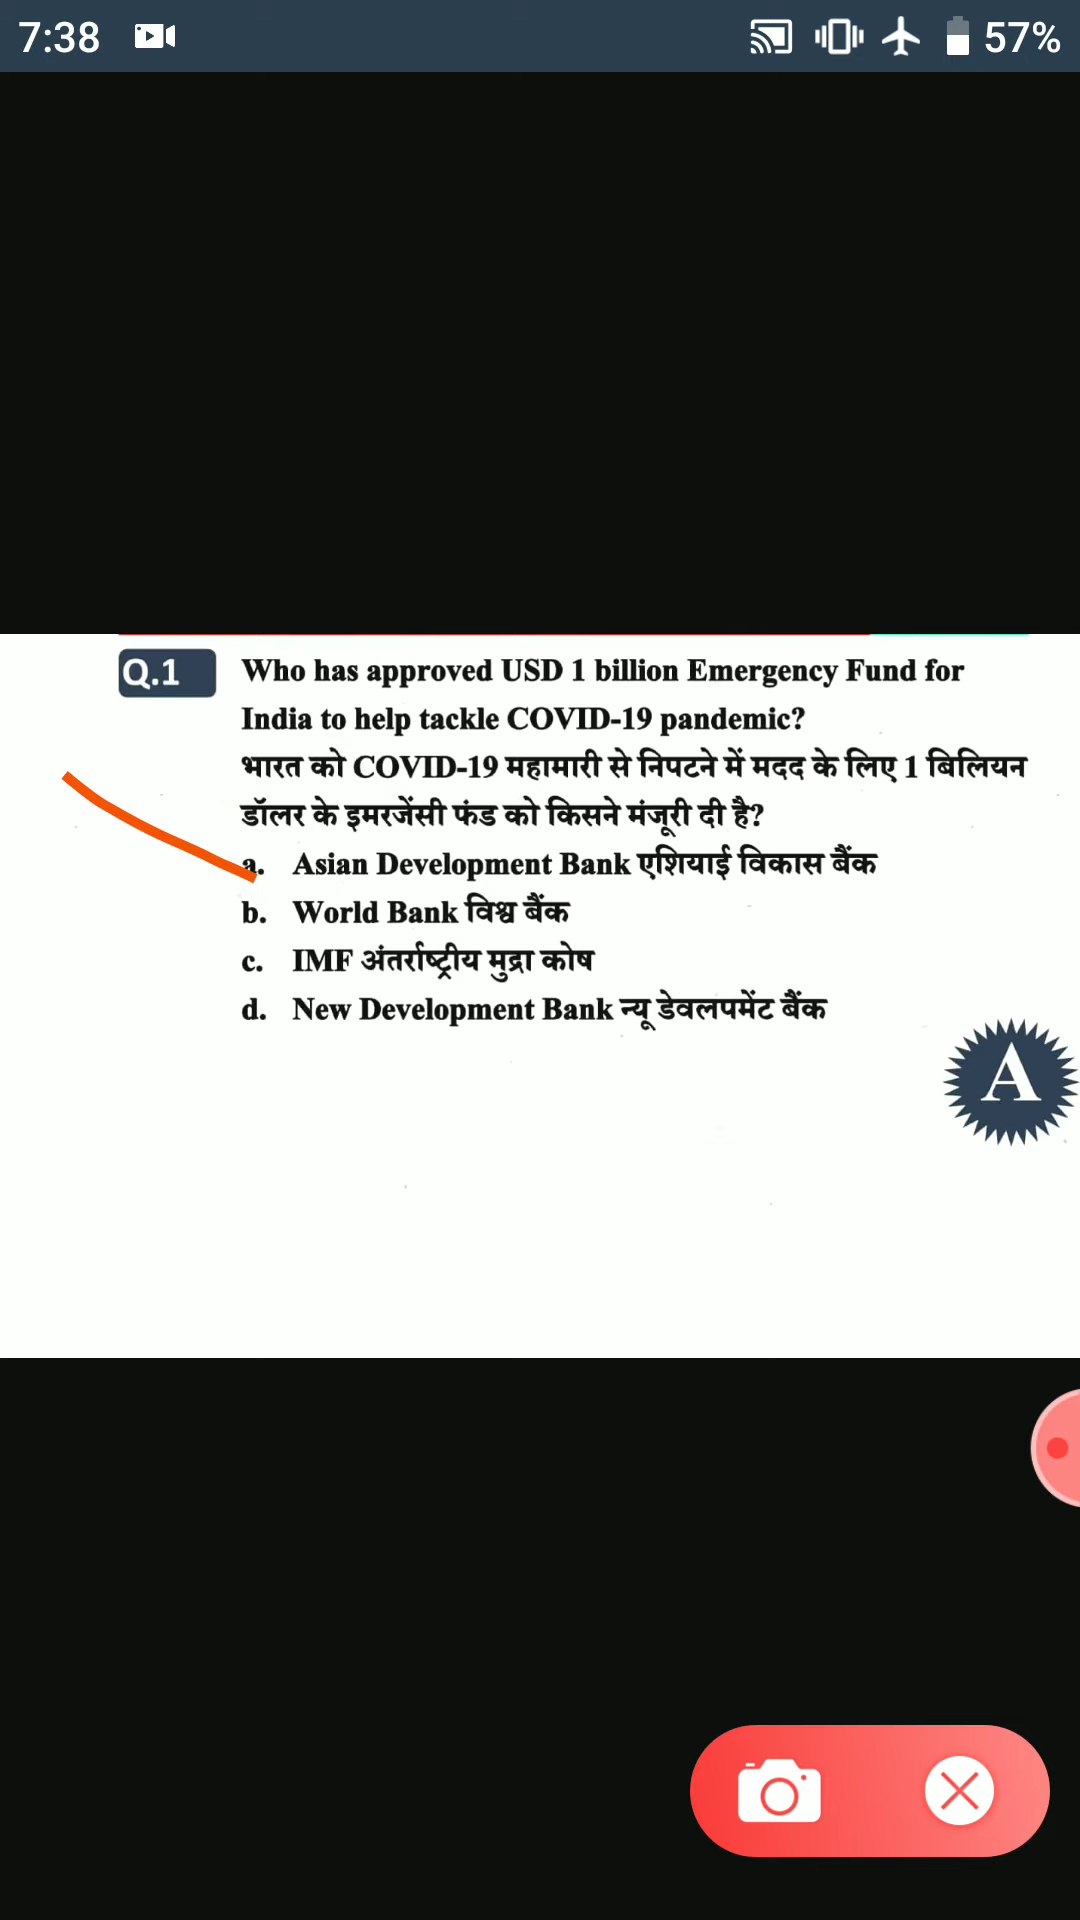 7:38
57%
Q.1
Who has approved USD 1 billion Emergency Fund for
India to help tackle COVID-19 pandemic?
भारत को COVID-19 महामारी से निपटने में मदद के लिए 1 बिलियन
डॉलर के इमरजेंसी फंड को किसने मंजूरी दी है?
a. Asian Development Bank एशियाई विकास बैंक
b. World Bank विश्व बैंक
c. IMF अंतर्राष्ट्रीय मुद्रा कोष
d. New Development Bank न्यू डेवलपमेंट बैंक
A